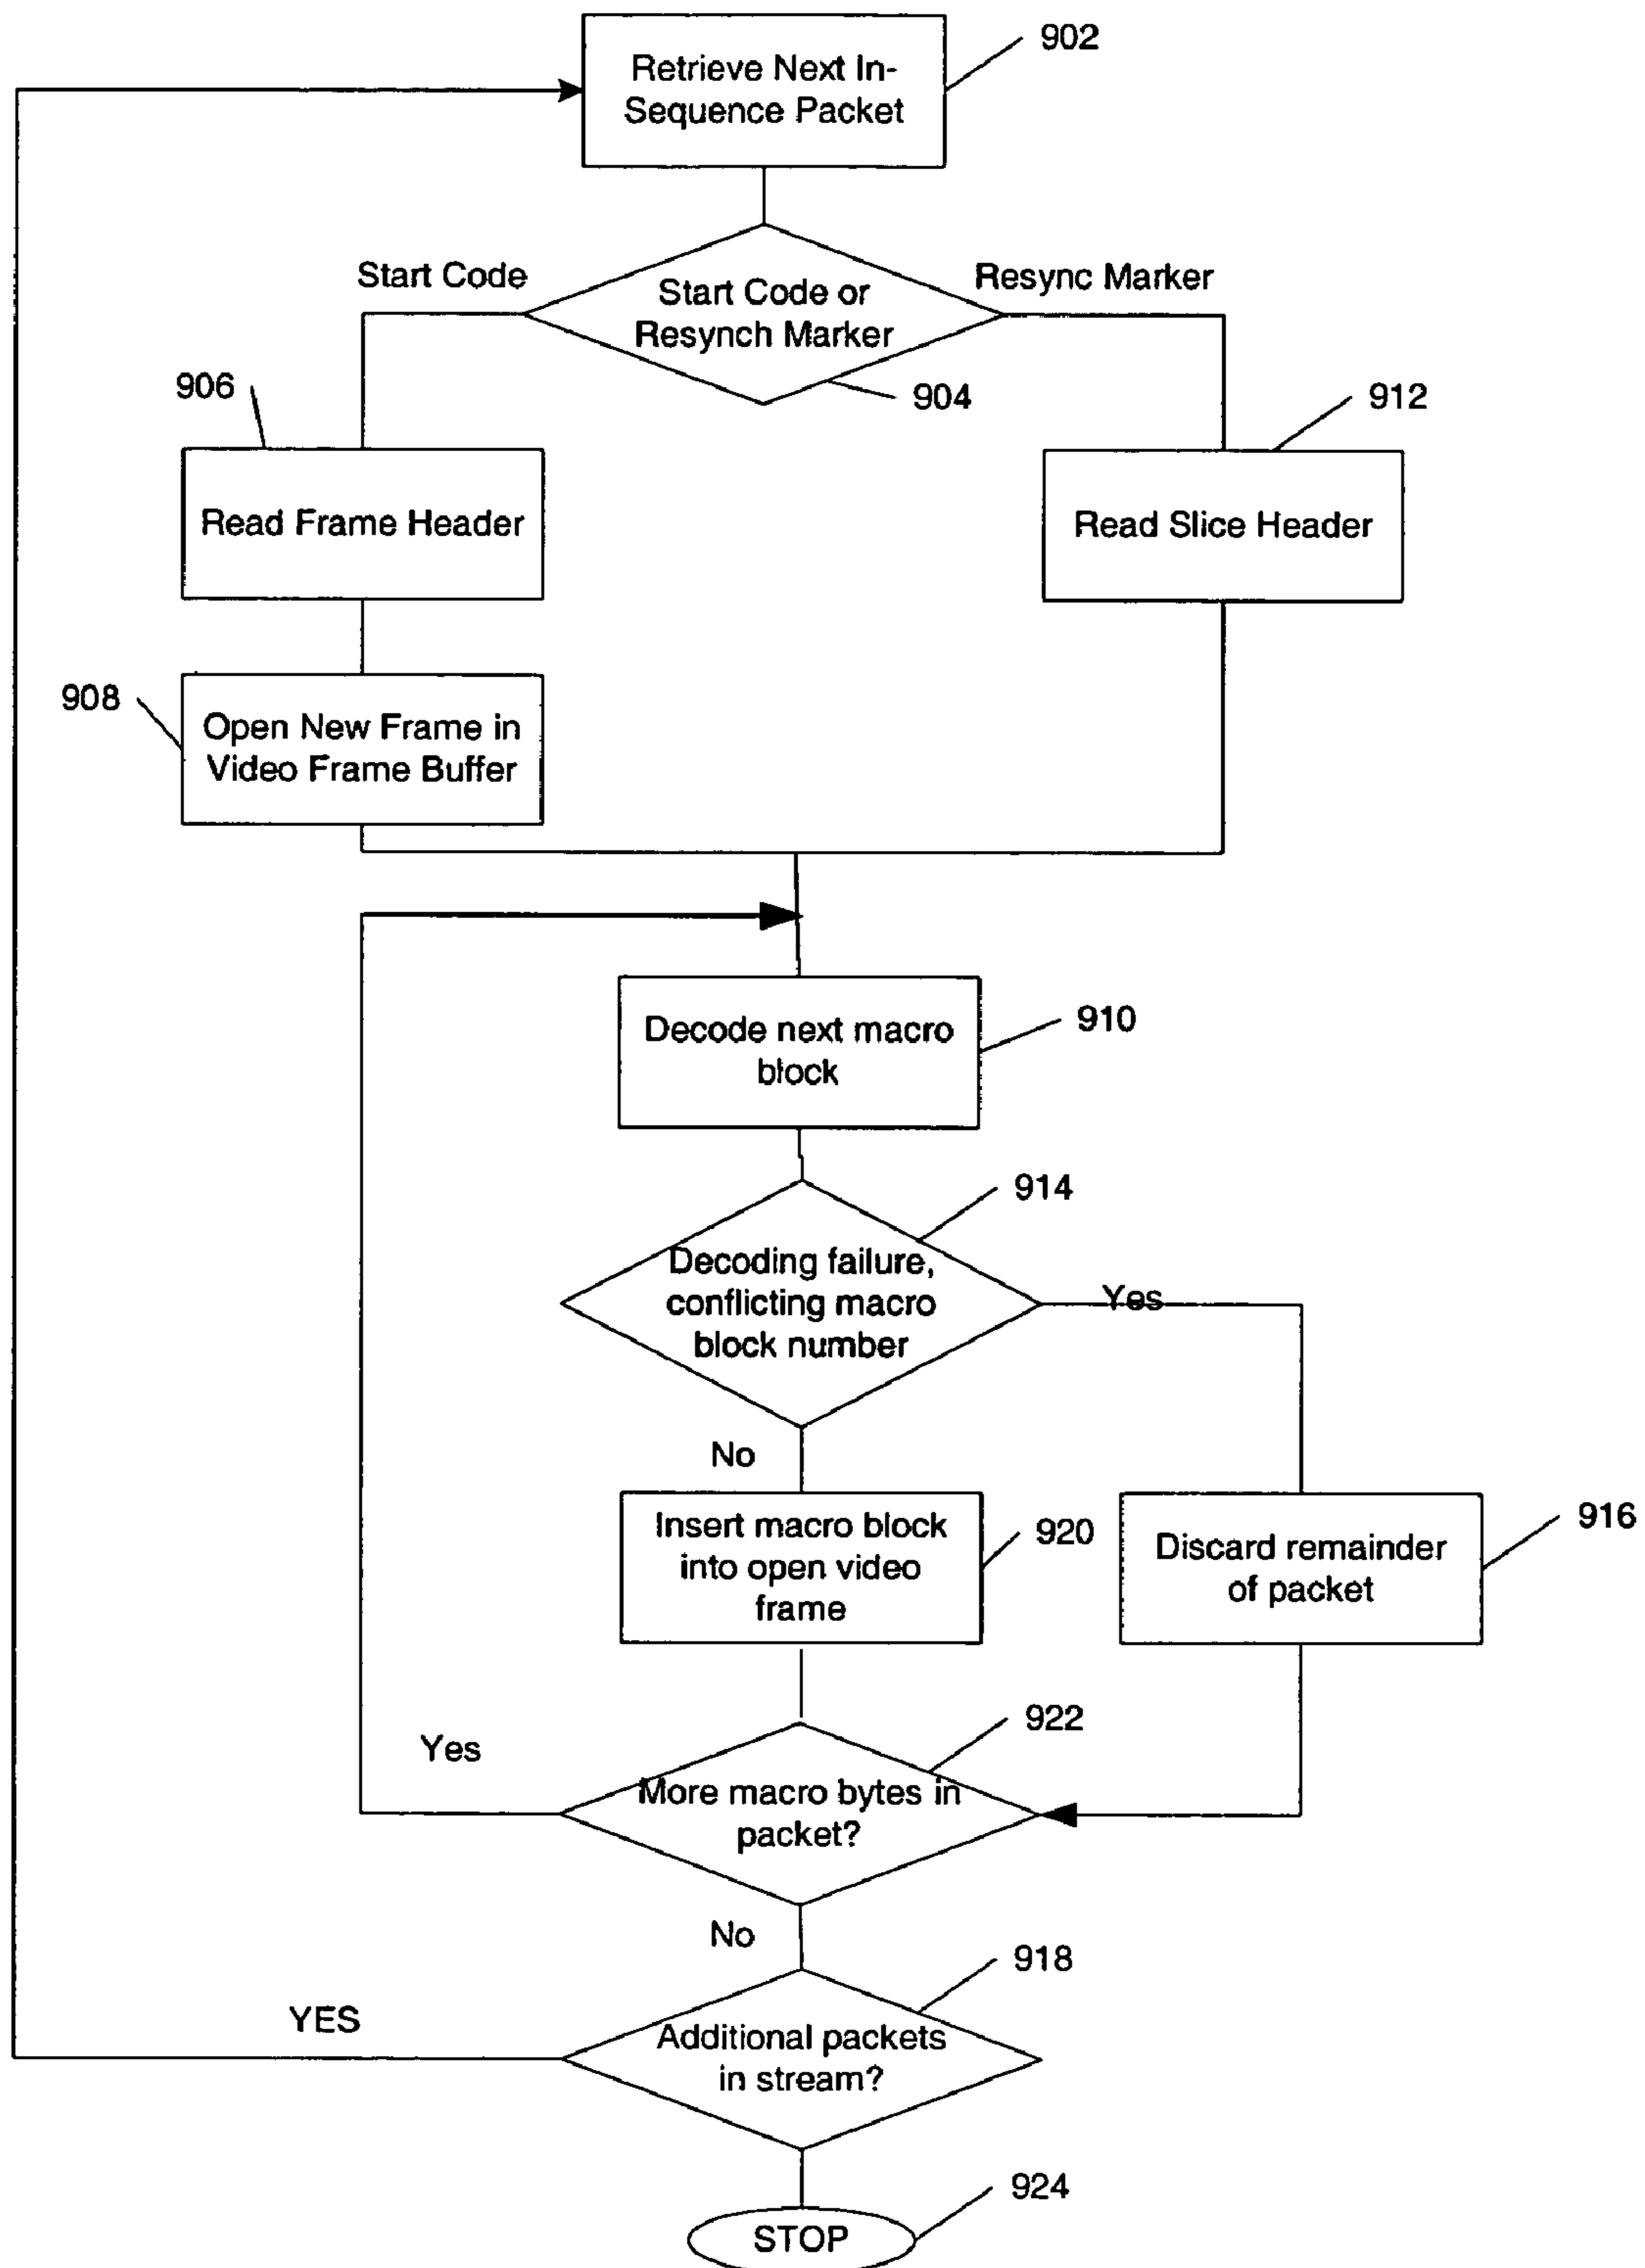 902
Retrieve Next In-
Sequence Packet
Start Code
Resync Marker
Start Code or
Resynch Marker
904
906
912
Read Frame Header
Read Slice Header
908
Open New Frame in
Video Frame Buffer
Decode next macro
block
910
914
Decoding failure,
conflicting macro
block number
Yes
No
Insert macro block
into open video
frame
920
Discard remainder
of packet
916
922
Yes
More macro bytes in
packet?
No
918
YES
Additional packets
in stream?
924
STOP